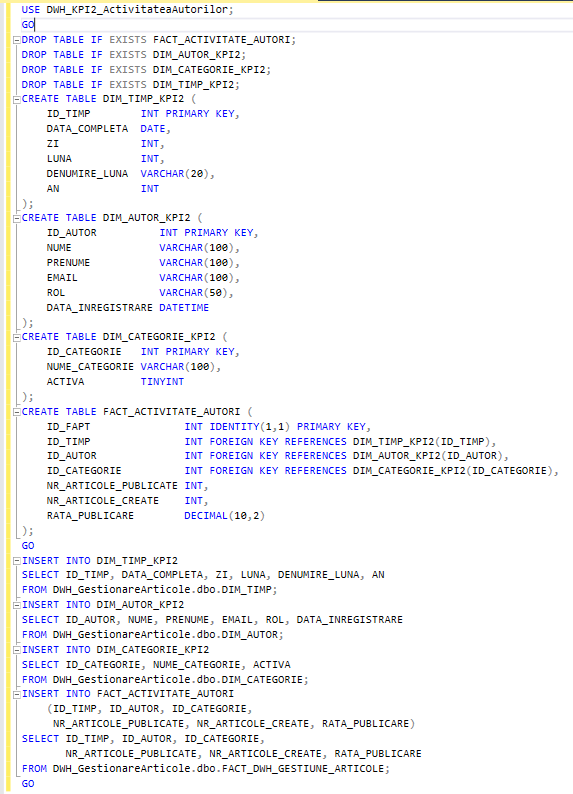 USE DWH_KPI2_ActivitateaAutorilor;
GO
DROP TABLE IF EXISTS FACT_ACTIVITATE_AUTORI;
DROP TABLE IF EXISTS DIM_AUTOR_KPI2;
DROP TABLE IF EXISTS DIM_CATEGORIE_KPI2;
DROP TABLE IF EXISTS DIM_TIMP_KPI2;
CREATE TABLE DIM_TIMP_KPI2 (
    ID_TIMP        INT PRIMARY KEY,
    DATA_COMPLETA  DATE,
    ZI             INT,
    LUNA           INT,
    DENUMIRE_LUNA  VARCHAR(20),
    AN             INT
);
CREATE TABLE DIM_AUTOR_KPI2 (
    ID_AUTOR          INT PRIMARY KEY,
    NUME              VARCHAR(100),
    PRENUME           VARCHAR(100),
    EMAIL             VARCHAR(100),
    ROL               VARCHAR(50),
    DATA_INREGISTRARE DATETIME
);
CREATE TABLE DIM_CATEGORIE_KPI2 (
    ID_CATEGORIE   INT PRIMARY KEY,
    NUME_CATEGORIE VARCHAR(100),
    ACTIVA         TINYINT
);
CREATE TABLE FACT_ACTIVITATE_AUTORI (
    ID_FAPT               INT IDENTITY(1,1) PRIMARY KEY,
    ID_TIMP               INT FOREIGN KEY REFERENCES DIM_TIMP_KPI2(ID_TIMP),
    ID_AUTOR              INT FOREIGN KEY REFERENCES DIM_AUTOR_KPI2(ID_AUTOR),
    ID_CATEGORIE          INT FOREIGN KEY REFERENCES DIM_CATEGORIE_KPI2(ID_CATEGORIE),
    NR_ARTICOLE_PUBLICATE INT,
    NR_ARTICOLE_CREATE    INT,
    RATA_PUBLICARE        DECIMAL(10,2)
);
GO
INSERT INTO DIM_TIMP_KPI2
SELECT ID_TIMP, DATA_COMPLETA, ZI, LUNA, DENUMIRE_LUNA, AN
FROM DWH_GestionareArticole.dbo.DIM_TIMP;
INSERT INTO DIM_AUTOR_KPI2
SELECT ID_AUTOR, NUME, PRENUME, EMAIL, ROL, DATA_INREGISTRARE
FROM DWH_GestionareArticole.dbo.DIM_AUTOR;
INSERT INTO DIM_CATEGORIE_KPI2
SELECT ID_CATEGORIE, NUME_CATEGORIE, ACTIVA
FROM DWH_GestionareArticole.dbo.DIM_CATEGORIE;
INSERT INTO FACT_ACTIVITATE_AUTORI
    (ID_TIMP, ID_AUTOR, ID_CATEGORIE,
     NR_ARTICOLE_PUBLICATE, NR_ARTICOLE_CREATE, RATA_PUBLICARE)
SELECT ID_TIMP, ID_AUTOR, ID_CATEGORIE,
       NR_ARTICOLE_PUBLICATE, NR_ARTICOLE_CREATE, RATA_PUBLICARE
FROM DWH_GestionareArticole.dbo.FACT_DWH_GESTIUNE_ARTICOLE;
GO